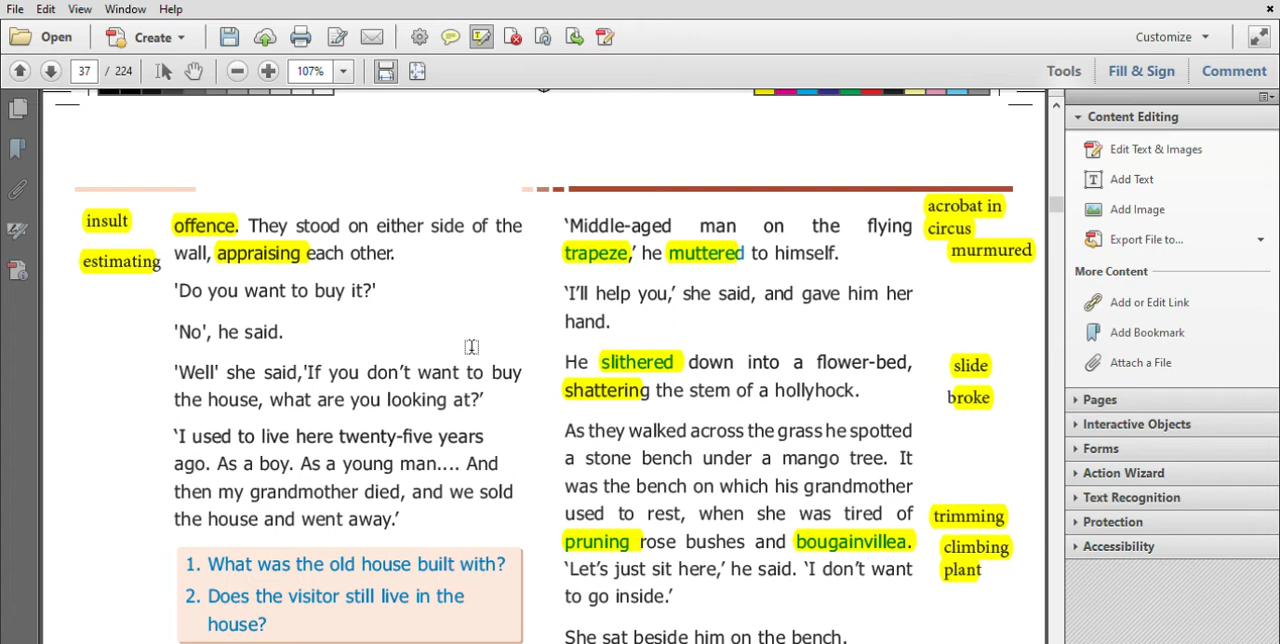 File Edit View Window Help
Open Create Customize
37 / 224 107% Tools Fill & Sign Comment
insult
estimating
offence. They stood on either side of the
wall, appraising each other.
'Do you want to buy it?'
'No', he said.
'Well' she said,'If you don’t want to buy
the house, what are you looking at?’
‘I used to live here twenty-five years
ago. As a boy. As a young man.... And
then my grandmother died, and we sold
the house and went away.’
1. What was the old house built with?
2. Does the visitor still live in the
house?
‘Middle-aged man on the flying
trapeze,’ he muttered to himself.
‘I’ll help you,’ she said, and gave him her
hand.
He slithered down into a flower-bed,
shattering the stem of a hollyhock.
As they walked across the grass he spotted
a stone bench under a mango tree. It
was the bench on which his grandmother
used to rest, when she was tired of
pruning rose bushes and bougainvillea.
‘Let’s just sit here,’ he said. ‘I don’t want
to go inside.’
She sat beside him on the bench.
acrobat in
circus
murmured
slide
broke
trimming
climbing
plant
Content Editing
Edit Text & Images
Add Text
Add Image
Export File to...
More Content
Add or Edit Link
Add Bookmark
Attach a File
Pages
Interactive Objects
Forms
Action Wizard
Text Recognition
Protection
Accessibility